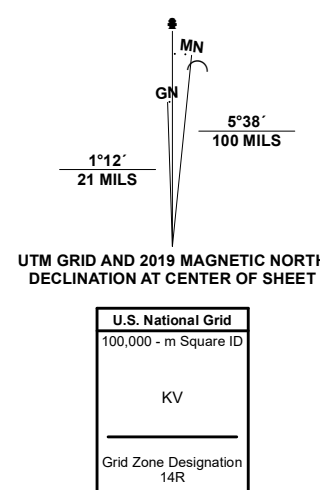 MN
GN
5°38´
100 MILS
1°12´
21 MILS
UTM GRID AND 2019 MAGNETIC NORTH
DECLINATION AT CENTER OF SHEET
U.S. National Grid
100,000 - m Square ID
KV
Grid Zone Designation
14R